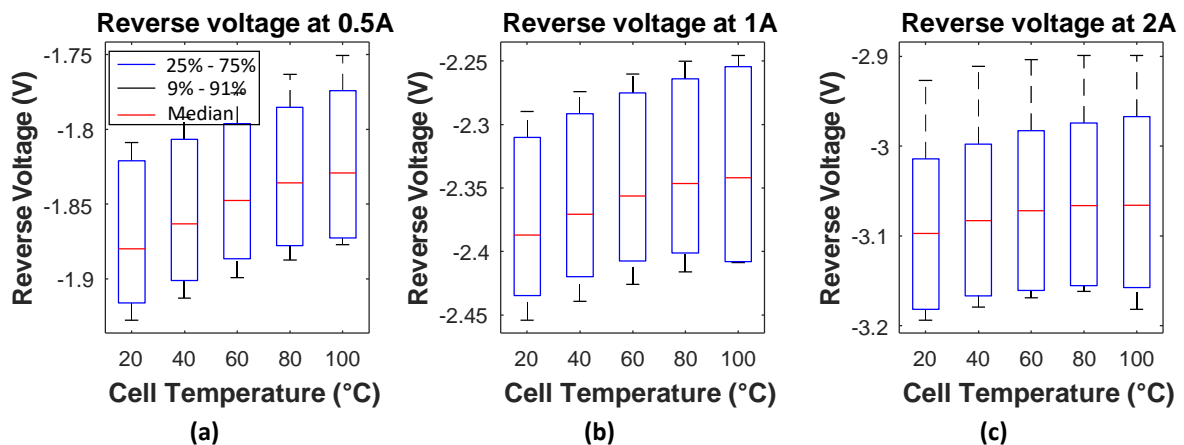 Reverse voltage at 0.5A
Reverse Voltage (V)
-1.75
-1.8
-1.85
-1.9
25% - 75%
9% - 91%
Median
20 40 60 80 100
Cell Temperature (°C)
(a)
Reverse voltage at 1A
Reverse Voltage (V)
-2.25
-2.3
-2.35
-2.4
-2.45
20 40 60 80 100
Cell Temperature (°C)
(b)
Reverse voltage at 2A
Reverse Voltage (V)
-2.9
-3
-3.1
-3.2
20 40 60 80 100
Cell Temperature (°C)
(c)